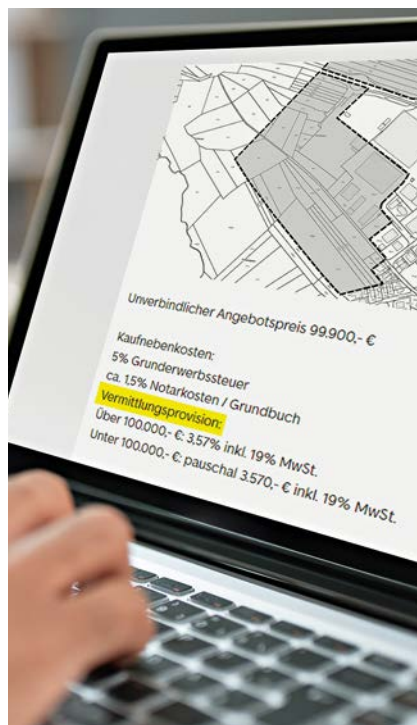 Unverbindlicher Angebotspreis 99.900,- €
Kaufnebenkosten:
5% Grunderwerbssteuer
ca. 1,5% Notarkosten / Grundbuch
Vermittlungsprovision:
Über 100.000,- €: 3,57% inkl. 19% MwSt.
Unter 100.000,- €: pauschal 3.570,- € inkl. 19% MwSt.